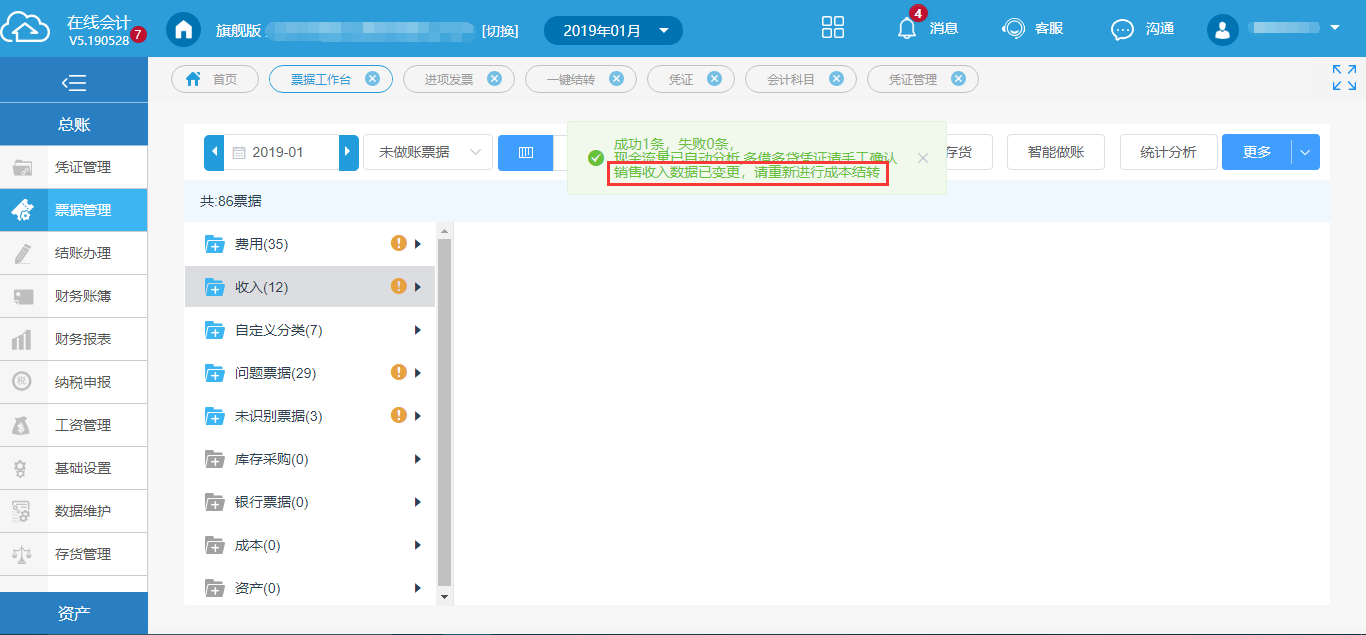 在线会计
V5.190528
7
旗舰版
[切换]
2019年01月
4
消息
客服
沟通
首页
票据工作台
进项发票
一键结转
凭证
会计科目
凭证管理
总账
凭证管理
票据管理
结账办理
财务账簿
财务报表
税
纳税申报
工资管理
基础设置
数据维护
存货管理
资产
2019-01
未做账票据
成功1条，失败0条，
现金流量已自动分析,多借多贷凭证请手工确认
销售收入数据已变更，请重新进行成本结转
存货
智能做账
统计分析
更多
共:86票据
费用(35)
收入(12)
自定义分类(7)
问题票据(29)
未识别票据(3)
库存采购(0)
银行票据(0)
成本(0)
资产(0)